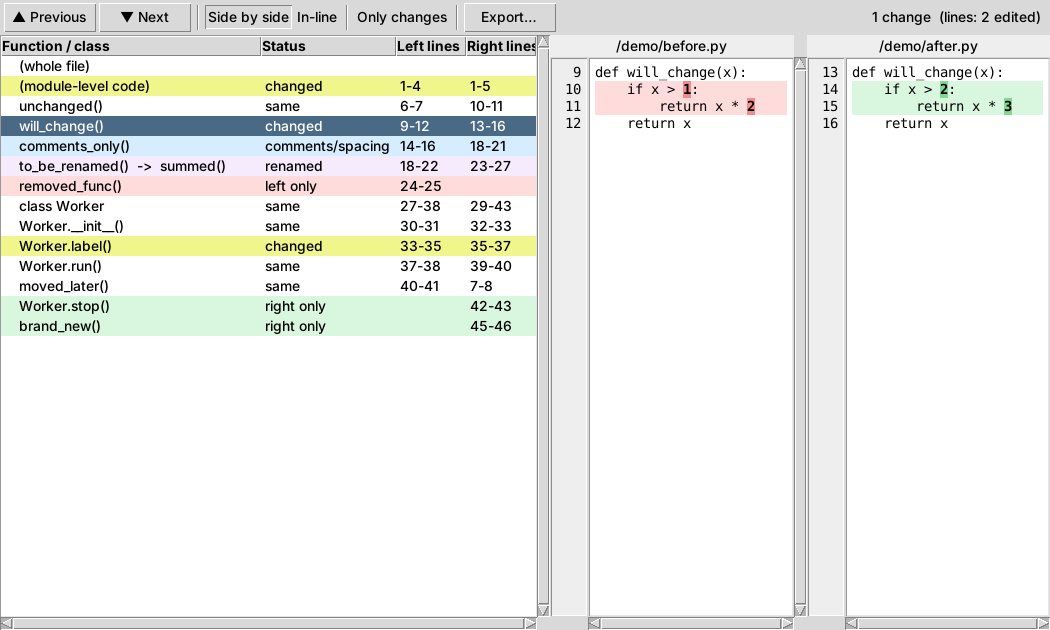 ▲ Previous ▼ Next Side by side In-line Only changes Export... 1 change (lines: 2 edited)
Function / class Status Left lines Right lines
(whole file)
(module-level code) changed 1-4 1-5
unchanged() same 6-7 10-11
will_change() changed 9-12 13-16
comments_only() comments/spacing 14-16 18-21
to_be_renamed() -> summed() renamed 18-22 23-27
removed_func() left only 24-25
class Worker same 27-38 29-43
Worker.__init__() same 30-31 32-33
Worker.label() changed 33-35 35-37
Worker.run() same 37-38 39-40
moved_later() same 40-41 7-8
Worker.stop() right only 42-43
brand_new() right only 45-46
/demo/before.py
9 def will_change(x):
10     if x > 1:
11         return x * 2
12     return x
/demo/after.py
13 def will_change(x):
14     if x > 2:
15         return x * 3
16     return x